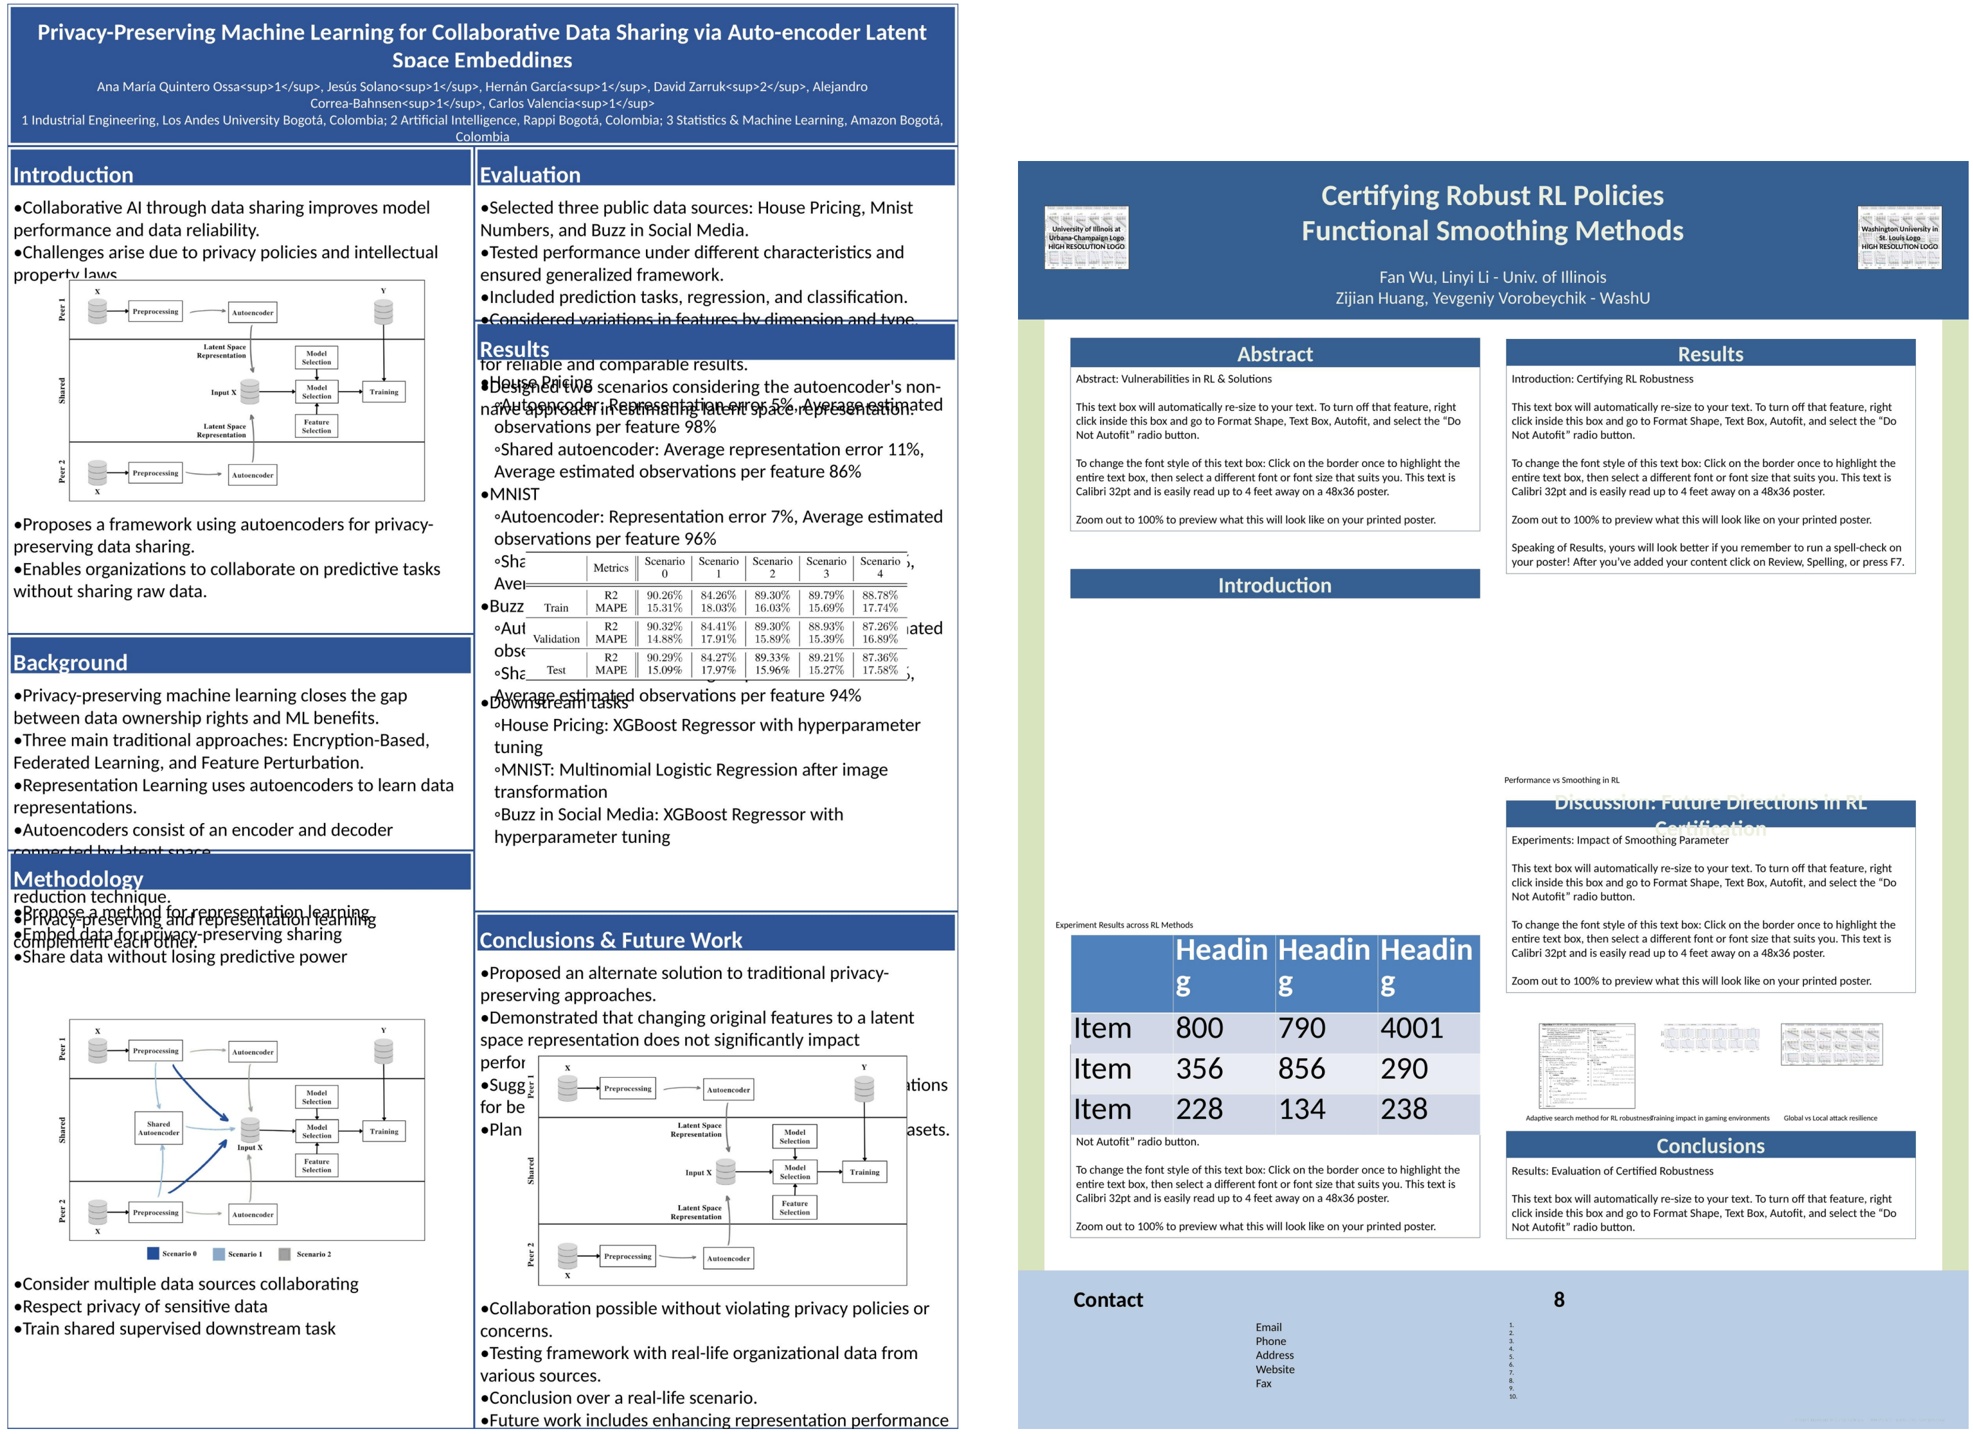 Privacy-Preserving Machine Learning for Collaborative Data Sharing via Auto-encoder Latent
Space Embeddings
Ana María Quintero Ossa<sup>1</sup>, Jesús Solano<sup>1</sup>, Hernán García<sup>1</sup>, David Zarruk<sup>2</sup>, Alejandro
Correa-Bahnsen<sup>1</sup>, Carlos Valencia<sup>1</sup>
1 Industrial Engineering, Los Andes University Bogotá, Colombia; 2 Artificial Intelligence, Rappi Bogotá, Colombia; 3 Statistics & Machine Learning, Amazon Bogotá,
Colombia
Introduction
•Collaborative AI through data sharing improves model
performance and data reliability.
•Challenges arise due to privacy policies and intellectual
property laws
Peer 1
X
Preprocessing
Autoencoder
Y
Shared
Latent Space
Representation
Model
Selection
Input X
Model
Selection
Training
Latent Space
Representation
Feature
Selection
Peer 2
Preprocessing
Autoencoder
X
•Proposes a framework using autoencoders for privacy-
preserving data sharing.
•Enables organizations to collaborate on predictive tasks
without sharing raw data.
Background
•Privacy-preserving machine learning closes the gap
between data ownership rights and ML benefits.
•Three main traditional approaches: Encryption-Based,
Federated Learning, and Feature Perturbation.
•Representation Learning uses autoencoders to learn data
representations.
•Autoencoders consist of an encoder and decoder
connected by latent space
Methodology
reduction technique.
•Propose a method for representation learning
•Privacy-preserving and representation learning
•Embed data for privacy-preserving sharing
complement each other.
•Share data without losing predictive power
Peer 1
X
Preprocessing
Autoencoder
Y
Shared
Shared
Autoencoder
Input X
Model
Selection
Model
Selection
Training
Feature
Selection
Peer 2
Preprocessing
Autoencoder
X
Scenario 0 Scenario 1 Scenario 2
•Consider multiple data sources collaborating
•Respect privacy of sensitive data
•Train shared supervised downstream task
Evaluation
•Selected three public data sources: House Pricing, Mnist
Numbers, and Buzz in Social Media.
•Tested performance under different characteristics and
ensured generalized framework.
•Included prediction tasks, regression, and classification.
•Considered variations in features by dimension and type.
Results
for reliable and comparable results.
•House Pricing
•Designed two scenarios considering the autoencoder's non-
◦Autoencoder: Representation error 5%, Average estimated
naive approach in estimating latent space representation.
observations per feature 98%
◦Shared autoencoder: Average representation error 11%,
Average estimated observations per feature 86%
•MNIST
◦Autoencoder: Representation error 7%, Average estimated
observations per feature 96%
•Buzz
Metrics Scenario 0 Scenario 1 Scenario 2 Scenario 3 Scenario 4
Train R2 90.26% 84.26% 89.30% 89.79% 88.78%
MAPE 15.31% 18.03% 16.03% 15.69% 17.74%
Validation R2 90.32% 84.41% 89.30% 88.93% 87.26%
MAPE 14.88% 17.91% 15.89% 15.39% 16.89%
Test R2 90.29% 84.27% 89.33% 89.21% 87.36%
MAPE 15.09% 17.97% 15.96% 15.27% 17.58%
Average estimated observations per feature 94%
•Downstream tasks
◦House Pricing: XGBoost Regressor with hyperparameter
tuning
◦MNIST: Multinomial Logistic Regression after image
transformation
◦Buzz in Social Media: XGBoost Regressor with
hyperparameter tuning
Conclusions & Future Work
•Proposed an alternate solution to traditional privacy-
preserving approaches.
•Demonstrated that changing original features to a latent
space representation does not significantly impact
for be
•Plan
Peer 1
X
Preprocessing
Autoencoder
Y
Shared
Latent Space
Representation
Model
Selection
Input X
Model
Selection
Training
Latent Space
Representation
Feature
Selection
Peer 2
Preprocessing
Autoencoder
X
•Collaboration possible without violating privacy policies or
concerns.
•Testing framework with real-life organizational data from
various sources.
•Conclusion over a real-life scenario.
•Future work includes enhancing representation performance
Certifying Robust RL Policies
Functional Smoothing Methods
Fan Wu, Linyi Li - Univ. of Illinois
Zijian Huang, Yevgeniy Vorobeychik - WashU
University of Illinois at
Urbana-Champaign Logo
HIGH RESOLUTION LOGO
Washington University in
St. Louis Logo
HIGH RESOLUTION LOGO
Abstract
Abstract: Vulnerabilities in RL & Solutions
This text box will automatically re-size to your text. To turn off that feature, right
click inside this box and go to Format Shape, Text Box, Autofit, and select the “Do
Not Autofit” radio button.
To change the font style of this text box: Click on the border once to highlight the
entire text box, then select a different font or font size that suits you. This text is
Calibri 32pt and is easily read up to 4 feet away on a 48x36 poster.
Zoom out to 100% to preview what this will look like on your printed poster.
Introduction
Experiment Results across RL Methods
Heading Heading Heading
Item 800 790 4001
Item 356 856 290
Item 228 134 238
Not Autofit” radio button.
To change the font style of this text box: Click on the border once to highlight the
entire text box, then select a different font or font size that suits you. This text is
Calibri 32pt and is easily read up to 4 feet away on a 48x36 poster.
Zoom out to 100% to preview what this will look like on your printed poster.
Results
Introduction: Certifying RL Robustness
This text box will automatically re-size to your text. To turn off that feature, right
click inside this box and go to Format Shape, Text Box, Autofit, and select the “Do
Not Autofit” radio button.
To change the font style of this text box: Click on the border once to highlight the
entire text box, then select a different font or font size that suits you. This text is
Calibri 32pt and is easily read up to 4 feet away on a 48x36 poster.
Zoom out to 100% to preview what this will look like on your printed poster.
Speaking of Results, yours will look better if you remember to run a spell-check on
your poster! After you’ve added your content click on Review, Spelling, or press F7.
Performance vs Smoothing in RL
Discussion: Future Directions in RL
Certification
Experiments: Impact of Smoothing Parameter
This text box will automatically re-size to your text. To turn off that feature, right
click inside this box and go to Format Shape, Text Box, Autofit, and select the “Do
Not Autofit” radio button.
To change the font style of this text box: Click on the border once to highlight the
entire text box, then select a different font or font size that suits you. This text is
Calibri 32pt and is easily read up to 4 feet away on a 48x36 poster.
Zoom out to 100% to preview what this will look like on your printed poster.
Adaptive search method for RL robustness
Training impact in gaming environments
Global vs Local attack resilience
Conclusions
Results: Evaluation of Certified Robustness
This text box will automatically re-size to your text. To turn off that feature, right
click inside this box and go to Format Shape, Text Box, Autofit, and select the “Do
Not Autofit” radio button.
Contact
Email
Phone
Address
Website
Fax
8
1.
2.
3.
4.
5.
6.
7.
8.
9.
10.